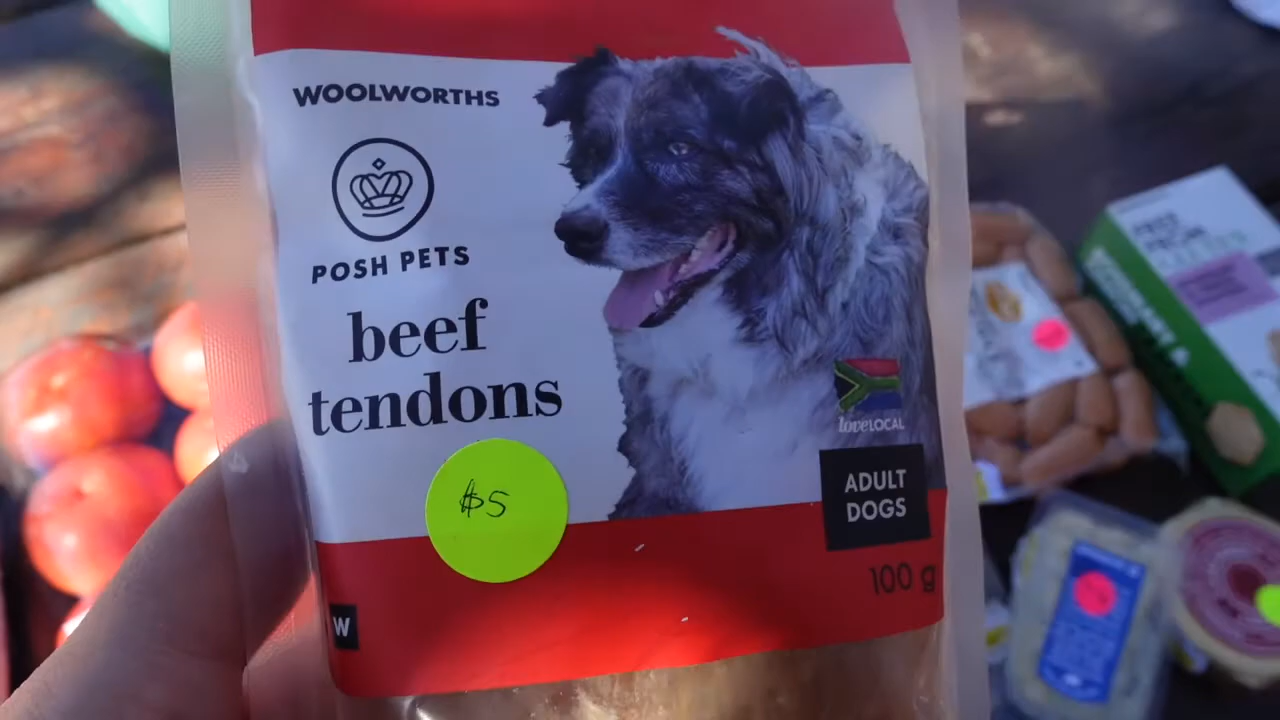 WOOLWORTHS
POSH PETS
beef
tendons
$5
loveLOCAL
ADULT
DOGS
100 g
W